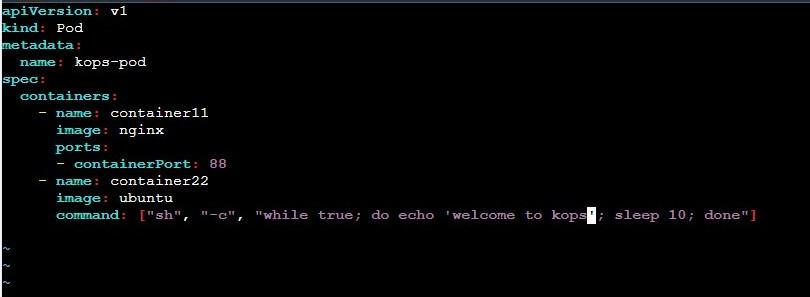 apiVersion: v1
kind: Pod
metadata:
  name: kops-pod
spec:
  containers:
    - name: container11
      image: nginx
      ports:
      - containerPort: 88
    - name: container22
      image: ubuntu
      command: ["sh", "-c", "while true; do echo 'welcome to kops'; sleep 10; done"]
~
~
~